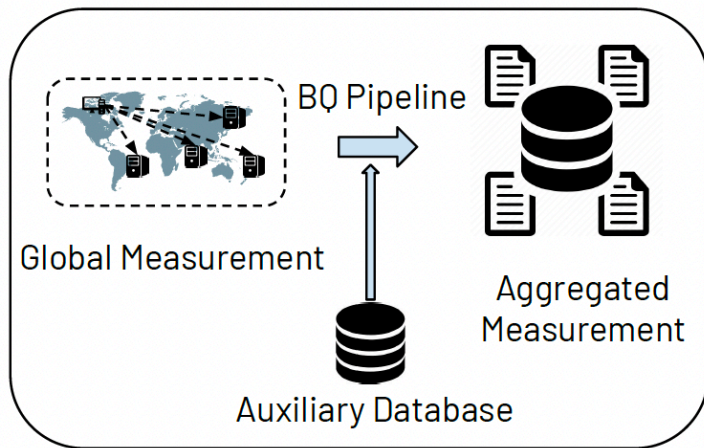 BQ Pipeline
Global Measurement
Aggregated
Measurement
Auxiliary Database